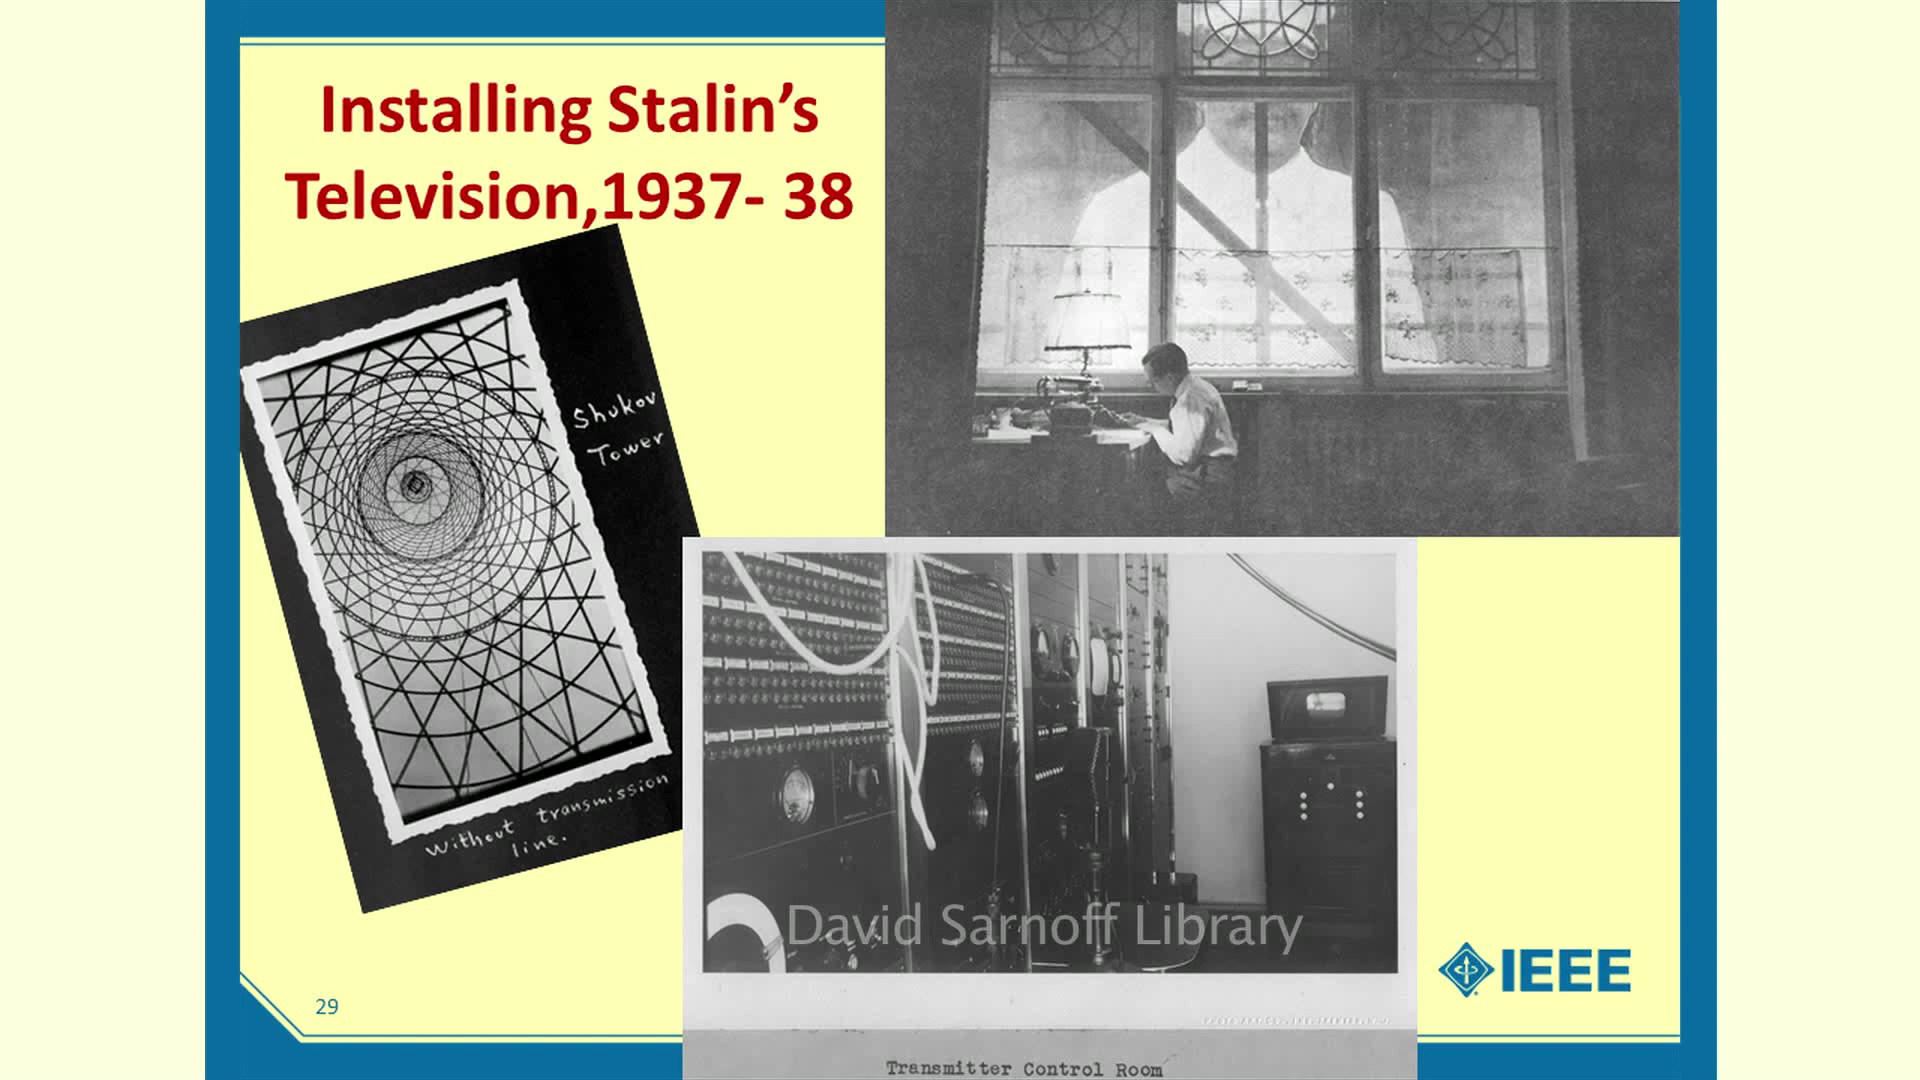 Installing Stalin’s
Television,1937- 38
Shukov
Tower
without transmission
line.
David Sarnoff Library
Transmitter Control Room
IEEE
29